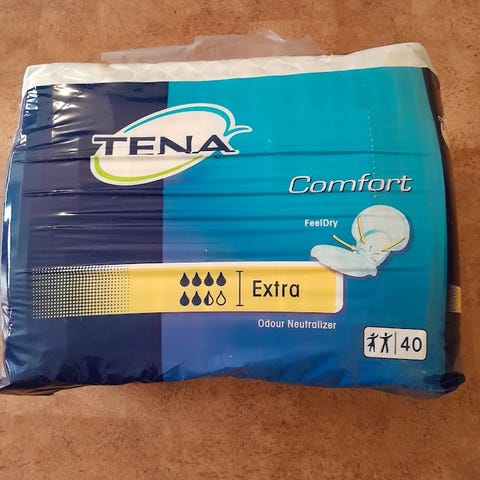 TENA
Comfort
FeelDry
Extra
Odour Neutralizer
40